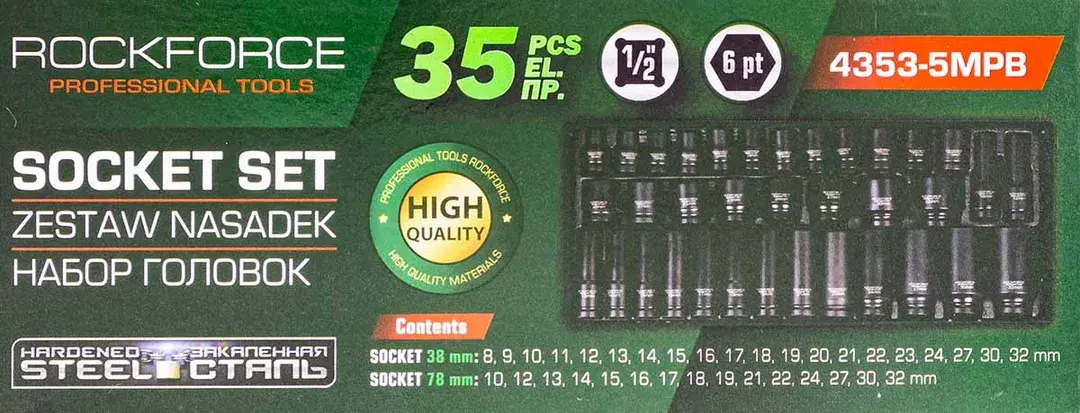 ROCKFORCE
PROFESSIONAL TOOLS
35 PCS
EL.
ПР.
1/2"
6 pt
4353-5MPB
SOCKET SET
ZESTAW NASADEK
НАБОР ГОЛОВОК
PROFESSIONAL TOOLS ROCKFORCE
HIGH
QUALITY
HIGH QUALITY MATERIALS
HARDENED ЗАКАЛЕННАЯ
STEEL СТАЛЬ
Contents
SOCKET 38 mm: 8, 9, 10, 11, 12, 13, 14, 15, 16, 17, 18, 19, 20, 21, 22, 23, 24, 27, 30, 32 mm
SOCKET 78 mm: 10, 12, 13, 14, 15, 16, 17, 18, 19, 21, 22, 24, 27, 30, 32 mm